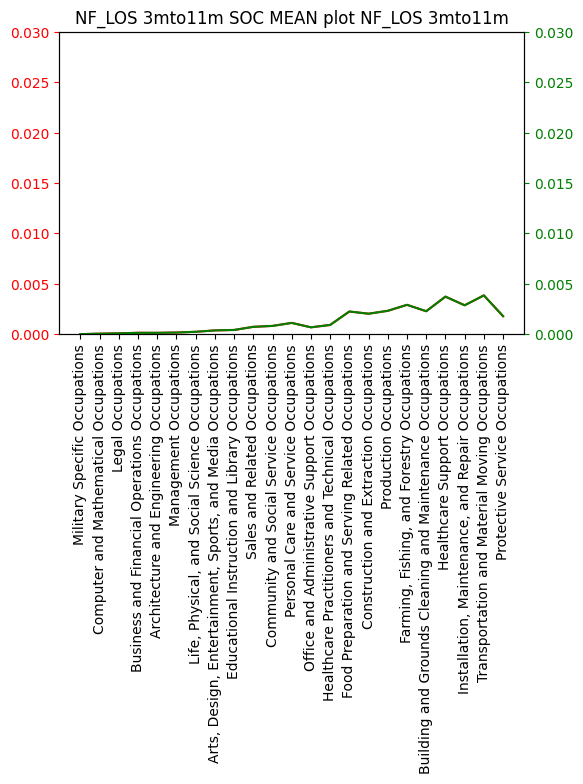 NF_LOS 3mto11m SOC MEAN plot NF_LOS 3mto11m
0.030
0.025
0.020
0.015
0.010
0.005
0.000
0.030
0.025
0.020
0.015
0.010
0.005
0.000
Military Specific Occupations
Computer and Mathematical Occupations
Legal Occupations
Business and Financial Operations Occupations
Architecture and Engineering Occupations
Management Occupations
Life, Physical, and Social Science Occupations
Arts, Design, Entertainment, Sports, and Media Occupations
Educational Instruction and Library Occupations
Sales and Related Occupations
Community and Social Service Occupations
Personal Care and Service Occupations
Office and Administrative Support Occupations
Healthcare Practitioners and Technical Occupations
Food Preparation and Serving Related Occupations
Construction and Extraction Occupations
Production Occupations
Farming, Fishing, and Forestry Occupations
Building and Grounds Cleaning and Maintenance Occupations
Healthcare Support Occupations
Installation, Maintenance, and Repair Occupations
Transportation and Material Moving Occupations
Protective Service Occupations